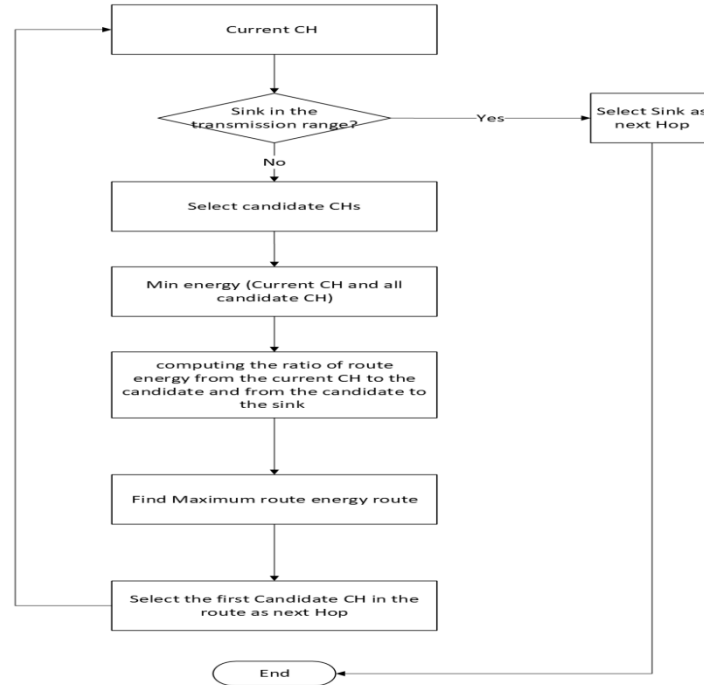 Current CH
Sink in the
transmission range?
Yes
Select Sink as
next Hop
No
Select candidate CHs
Min energy (Current CH and all
candidate CH)
computing the ratio of route
energy from the current CH to the
candidate and from the candidate to
the sink
Find Maximum route energy route
Select the first Candidate CH in the
route as next Hop
End